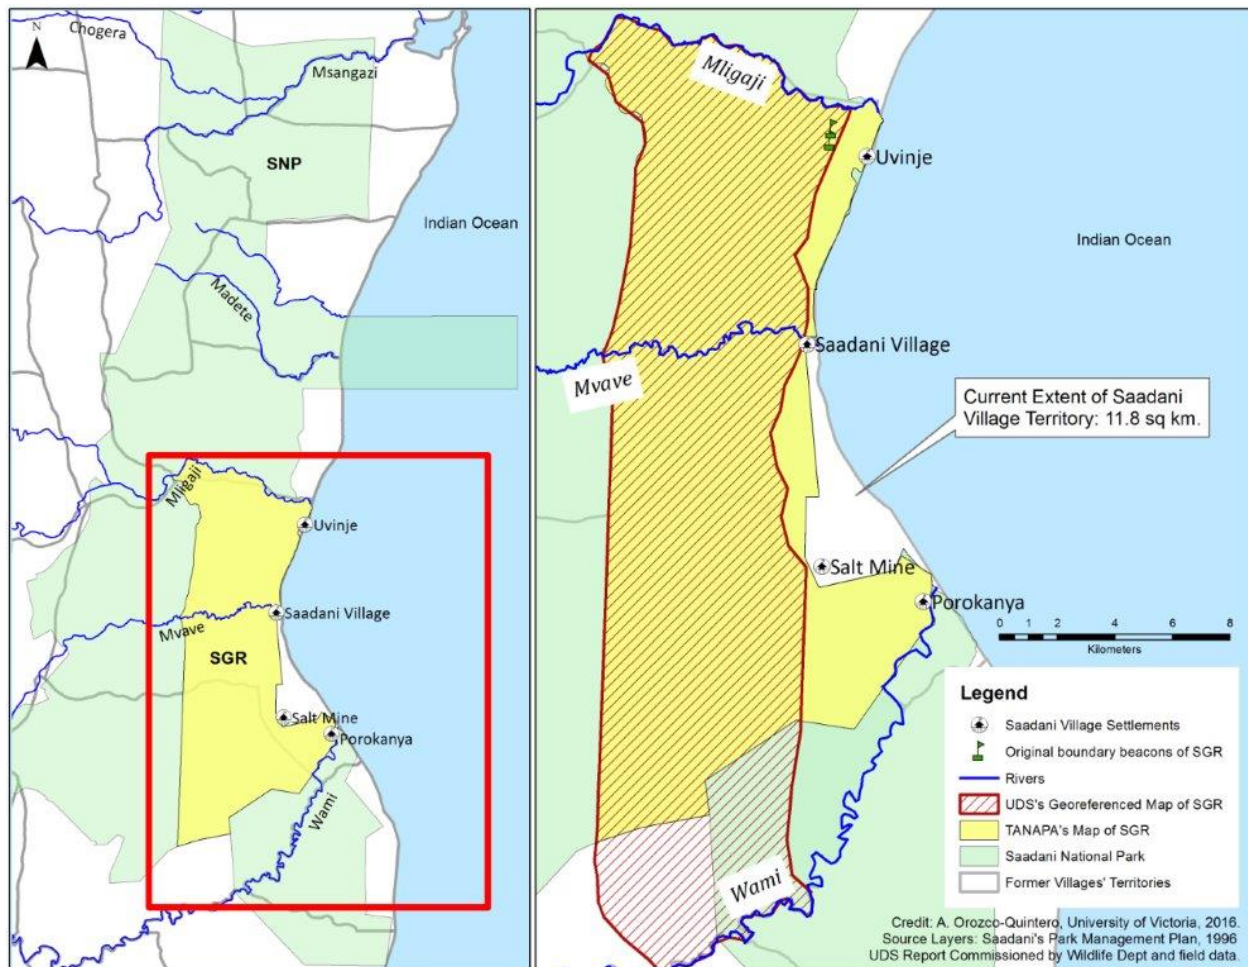 N
Chogera
Msangazi
SNP
Indian Ocean
Madete
Mligaji
Uvinje
Saadani Village
Mvave
SGR
Salt Mine
Porokanya
Wami
Mligaji
Uvinje
Indian Ocean
Saadani Village
Mvave
Current Extent of Saadani
Village Territory: 11.8 sq km.
Salt Mine
Porokanya
0 1 2 4 6 8
Kilometers
Wami
Legend
Saadani Village Settlements
Original boundary beacons of SGR
Rivers
UDS's Georeferenced Map of SGR
TANAPA's Map of SGR
Saadani National Park
Former Villages' Territories
Credit: A. Orozco-Quintero, University of Victoria, 2016.
Source Layers: Saadani's Park Management Plan, 1996
UDS Report Commissioned by Wildlife Dept and field data.